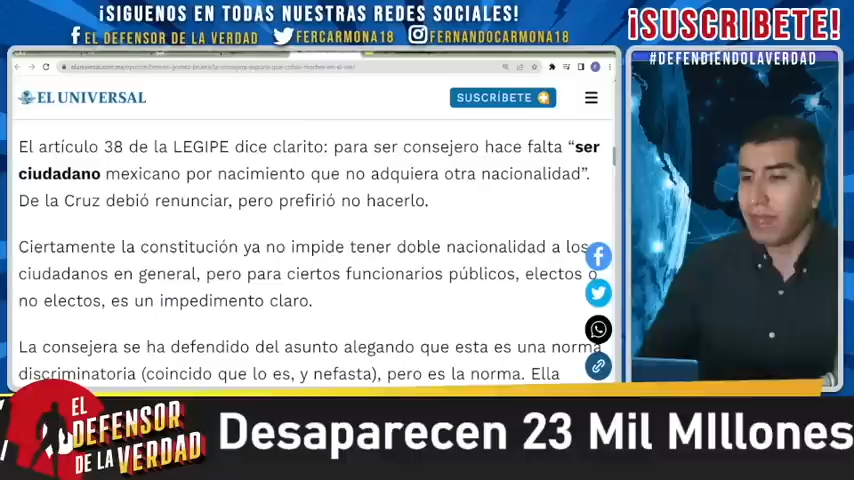 ¡SIGUENOS EN TODAS NUESTRAS REDES SOCIALES!
EL DEFENSOR DE LA VERDAD FERCARMONA18 FERNANDOCARMONA18
¡SUSCRIBETE!
#DEFENDIENDOLAVERDAD
EL UNIVERSAL
SUSCRÍBETE
El artículo 38 de la LEGIPE dice clarito: para ser consejero hace falta “ser
ciudadano mexicano por nacimiento que no adquiera otra nacionalidad”.
De la Cruz debió renunciar, pero prefirió no hacerlo.
Ciertamente la constitución ya no impide tener doble nacionalidad a los
ciudadanos en general, pero para ciertos funcionarios públicos, electos o
no electos, es un impedimento claro.
La consejera se ha defendido del asunto alegando que esta es una norma
discriminatoria (coincido que lo es, y nefasta), pero es la norma. Ella
EL
DEFENSOR
DE LA VERDAD
Desaparecen 23 Mil MIllones